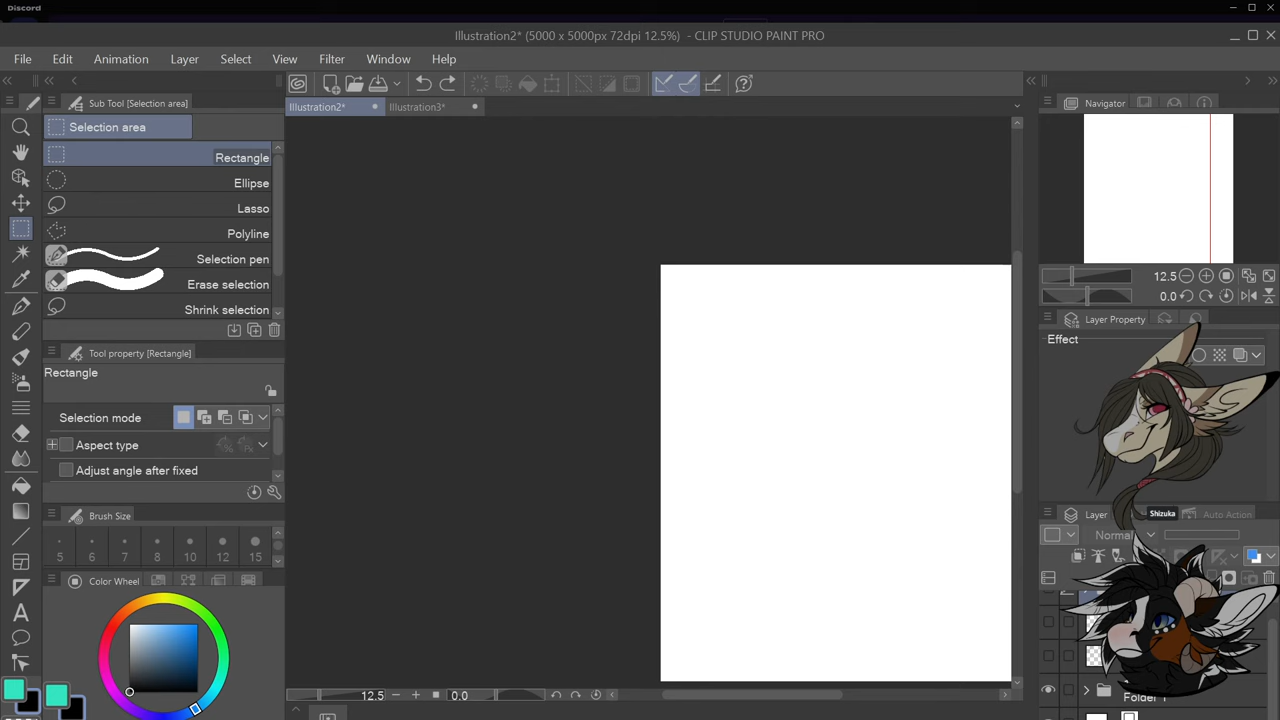 Discord
Illustration2* (5000 x 5000px 72dpi 12.5%) - CLIP STUDIO PAINT PRO
File Edit Animation Layer Select View Filter Window Help
Sub Tool [Selection area]
Illustration2*
Illustration3*
Navigator
Selection area
Rectangle
Ellipse
Lasso
Polyline
Selection pen
Erase selection
Shrink selection
12.5
0.0
Tool property [Rectangle]
Layer Property
Rectangle
Effect
Selection mode
Aspect type
Adjust angle after fixed
Brush Size
Layer
Shizuka
Auto Action
Normal
5 6 7 8 10 12 15
Color Wheel
12.5
0.0
Folder 1
A